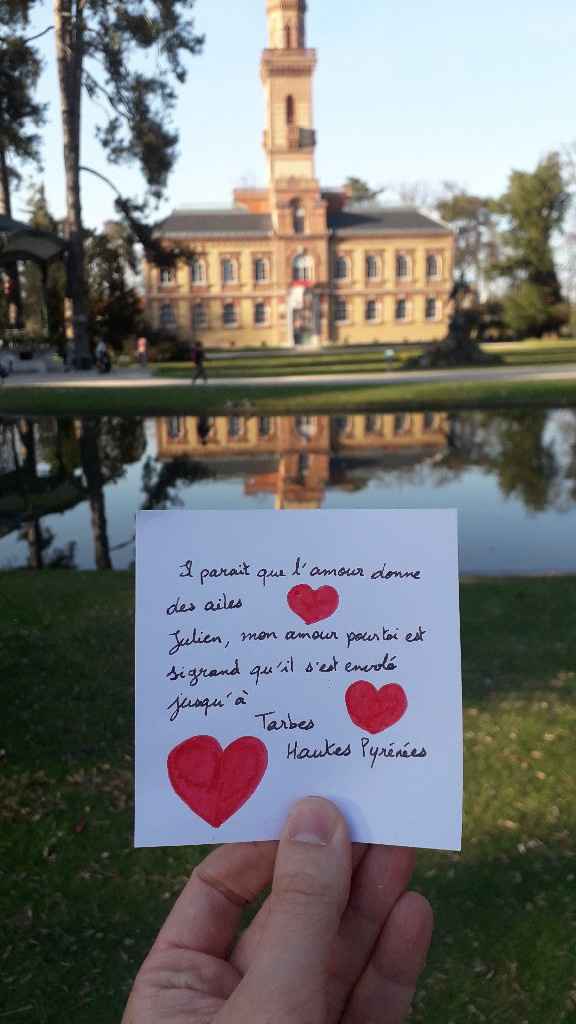 Il parait que l'amour donne
des ailes
Julien, mon amour pour toi est
si grand qu'il s'est envolé
jusqu'à
Tarbes
Hautes Pyrénées